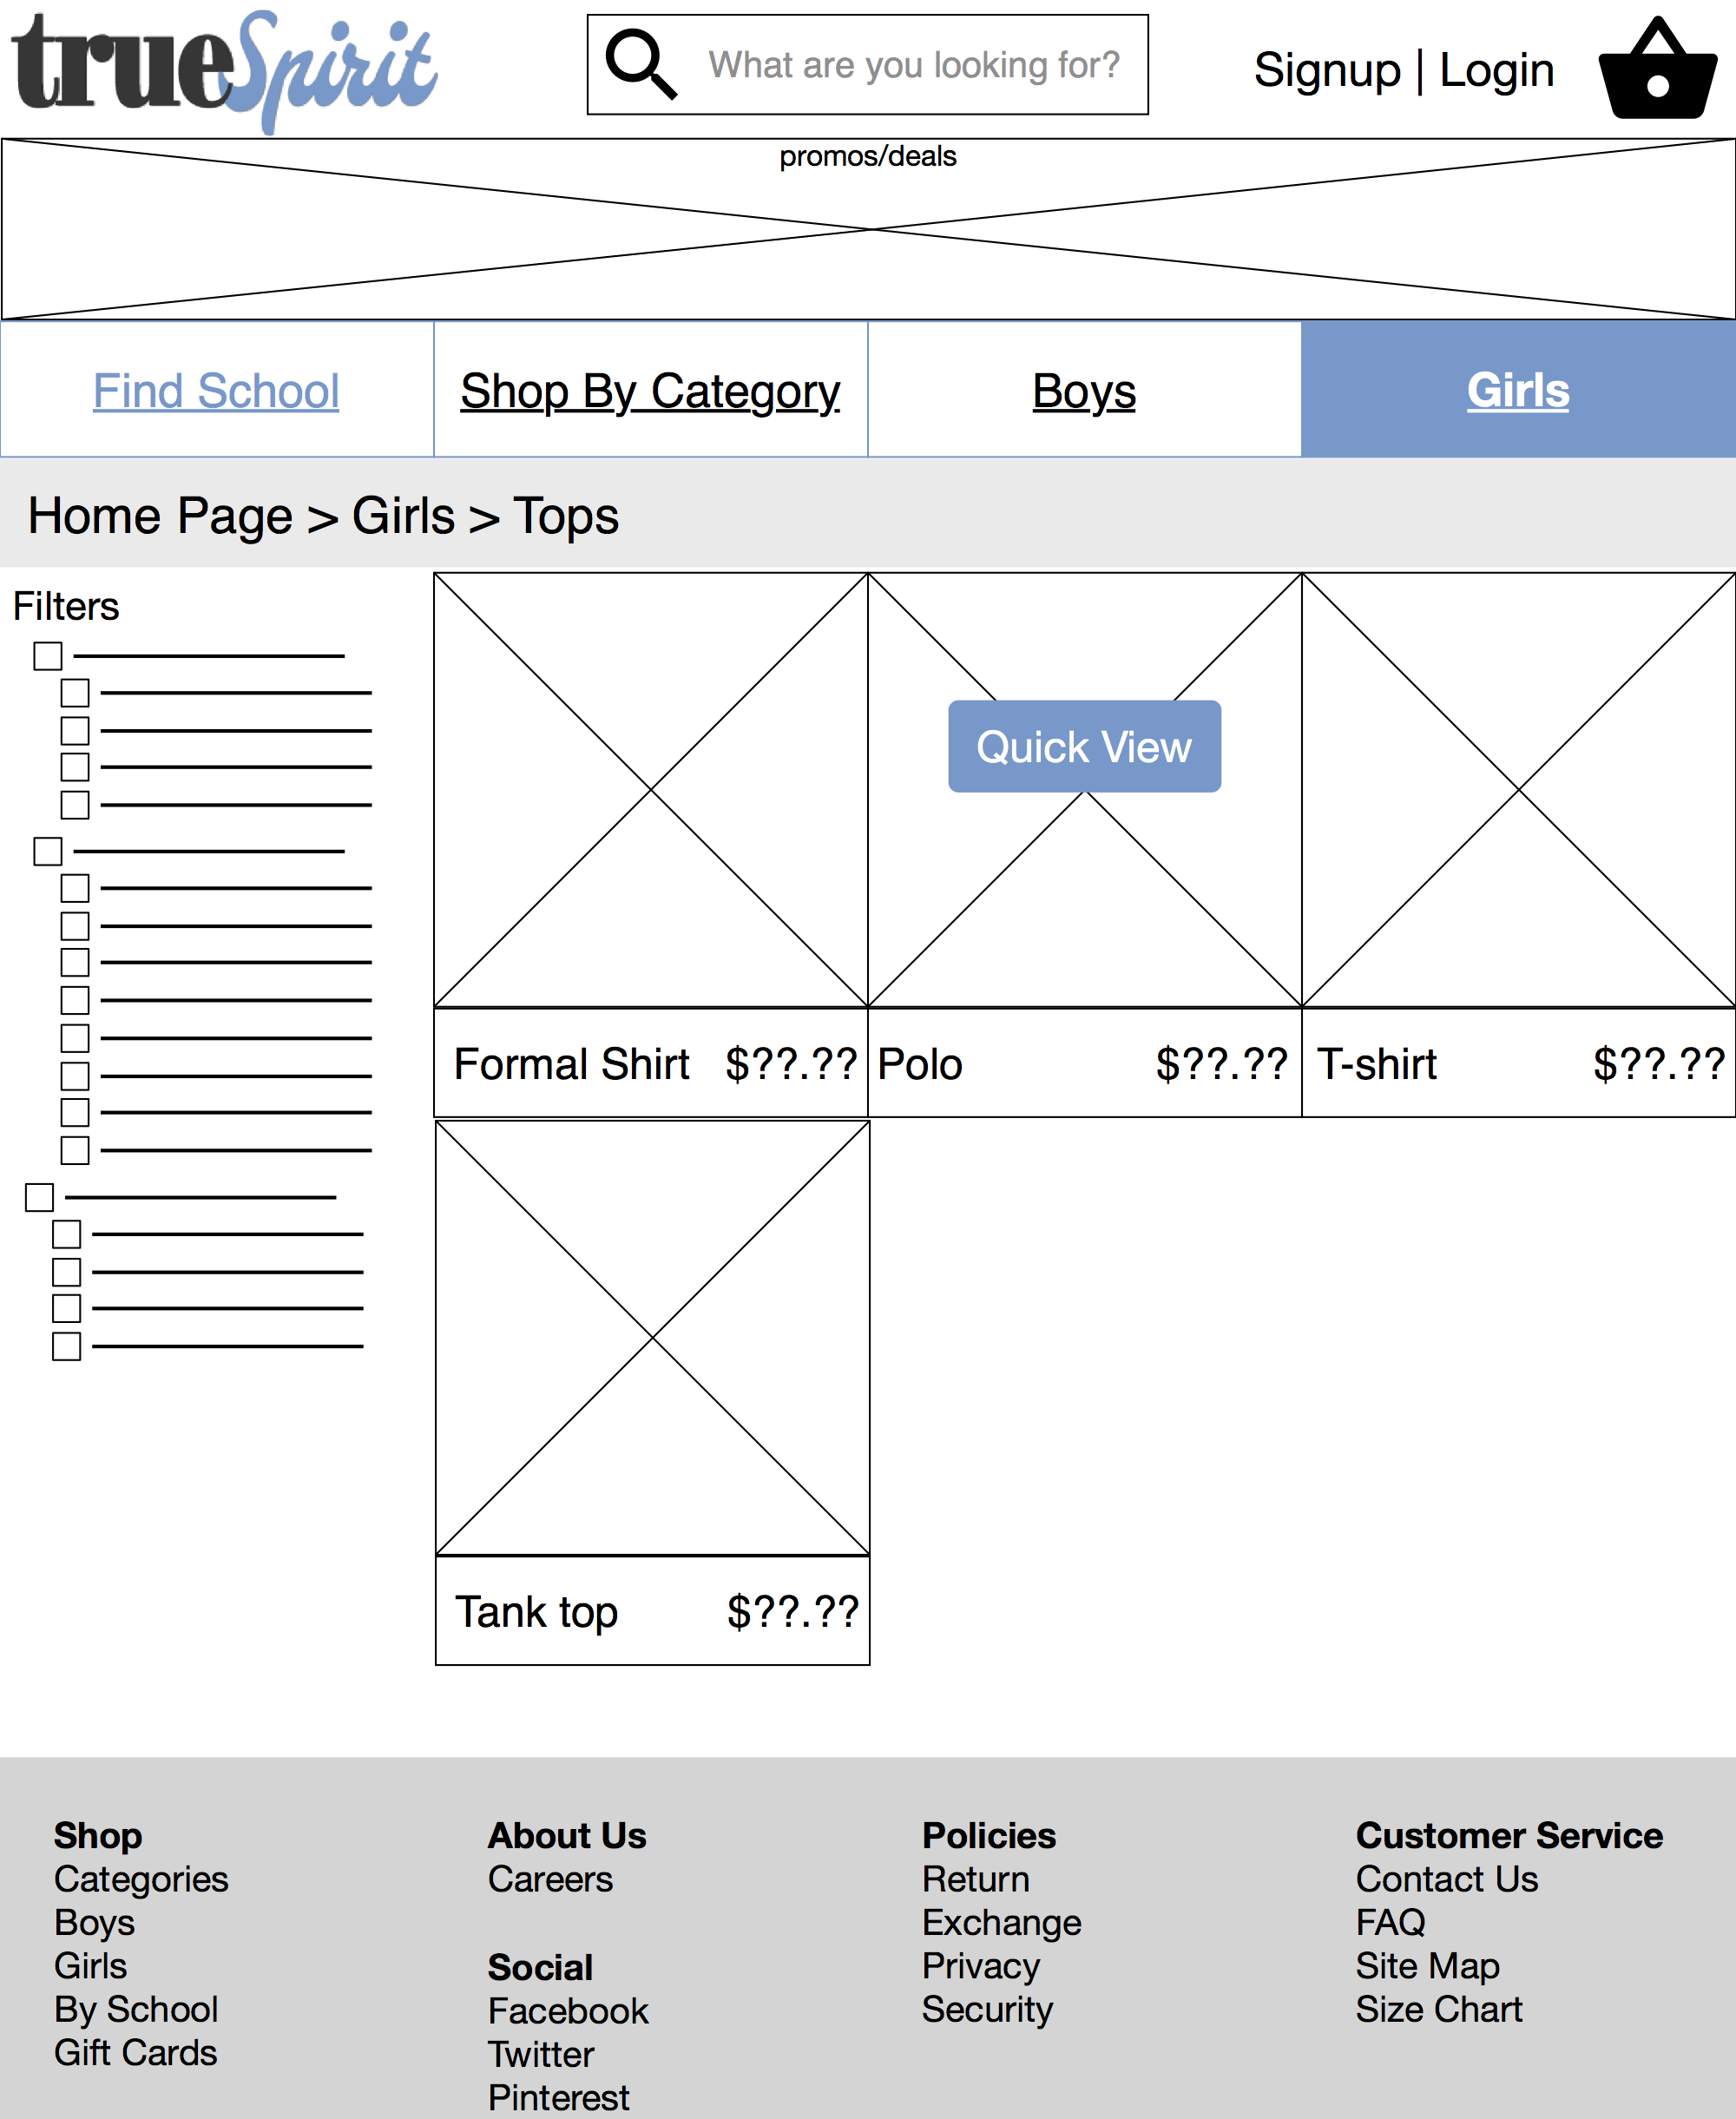 trueSpirit
What are you looking for?
Signup | Login
promos/deals
Find School
Shop By Category
Boys
Girls
Home Page > Girls > Tops
Filters
Quick View
Formal Shirt $??.??
Polo $??.??
T-shirt $??.??
Tank top $??.??
Shop
Categories
Boys
Girls
By School
Gift Cards
About Us
Careers
Social
Facebook
Twitter
Pinterest
Policies
Return
Exchange
Privacy
Security
Customer Service
Contact Us
FAQ
Site Map
Size Chart